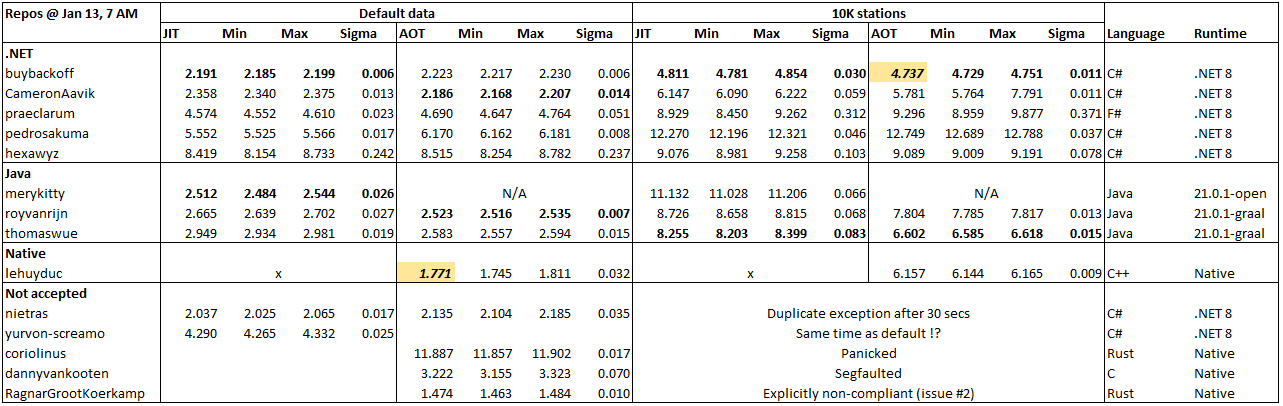 Repos @ Jan 13, 7 AM Default data 10K stations
JIT Min Max Sigma AOT Min Max Sigma JIT Min Max Sigma AOT Min Max Sigma Language Runtime
.NET
buybackoff 2.191 2.185 2.199 0.006 2.223 2.217 2.230 0.006 4.811 4.781 4.854 0.030 4.737 4.729 4.751 0.011 C# .NET 8
CameronAavik 2.358 2.340 2.375 0.013 2.186 2.168 2.207 0.014 6.147 6.090 6.222 0.059 5.781 5.764 7.791 0.011 C# .NET 8
praeclarum 4.574 4.552 4.610 0.023 4.690 4.647 4.764 0.051 8.929 8.450 9.262 0.312 9.296 8.959 9.877 0.371 F# .NET 8
pedrosakuma 5.552 5.525 5.566 0.017 6.170 6.162 6.181 0.008 12.270 12.196 12.321 0.046 12.749 12.689 12.788 0.037 C# .NET 8
hexawyz 8.419 8.154 8.733 0.242 8.515 8.254 8.782 0.237 9.076 8.981 9.258 0.103 9.089 9.009 9.191 0.078 C# .NET 8
Java
merykitty 2.512 2.484 2.544 0.026 N/A 11.132 11.028 11.206 0.066 N/A Java 21.0.1-open
royvanrijn 2.665 2.639 2.702 0.027 2.523 2.516 2.535 0.007 8.726 8.658 8.815 0.068 7.804 7.785 7.817 0.013 Java 21.0.1-graal
thomaswue 2.949 2.934 2.981 0.019 2.583 2.557 2.594 0.015 8.255 8.203 8.399 0.083 6.602 6.585 6.618 0.015 Java 21.0.1-graal
Native
lehuyduc x 1.771 1.745 1.811 0.032 x 6.157 6.144 6.165 0.009 C++ Native
Not accepted
nietras 2.037 2.025 2.065 0.017 2.135 2.104 2.185 0.035 Duplicate exception after 30 secs C# .NET 8
yurvon-screamo 4.290 4.265 4.332 0.025 Same time as default !? C# .NET 8
coriolinus 11.887 11.857 11.902 0.017 Panicked Rust Native
dannyvankooten 3.222 3.155 3.323 0.070 Segfaulted C Native
RagnarGrootKoerkamp 1.474 1.463 1.484 0.010 Explicitly non-compliant (issue #2) Rust Native